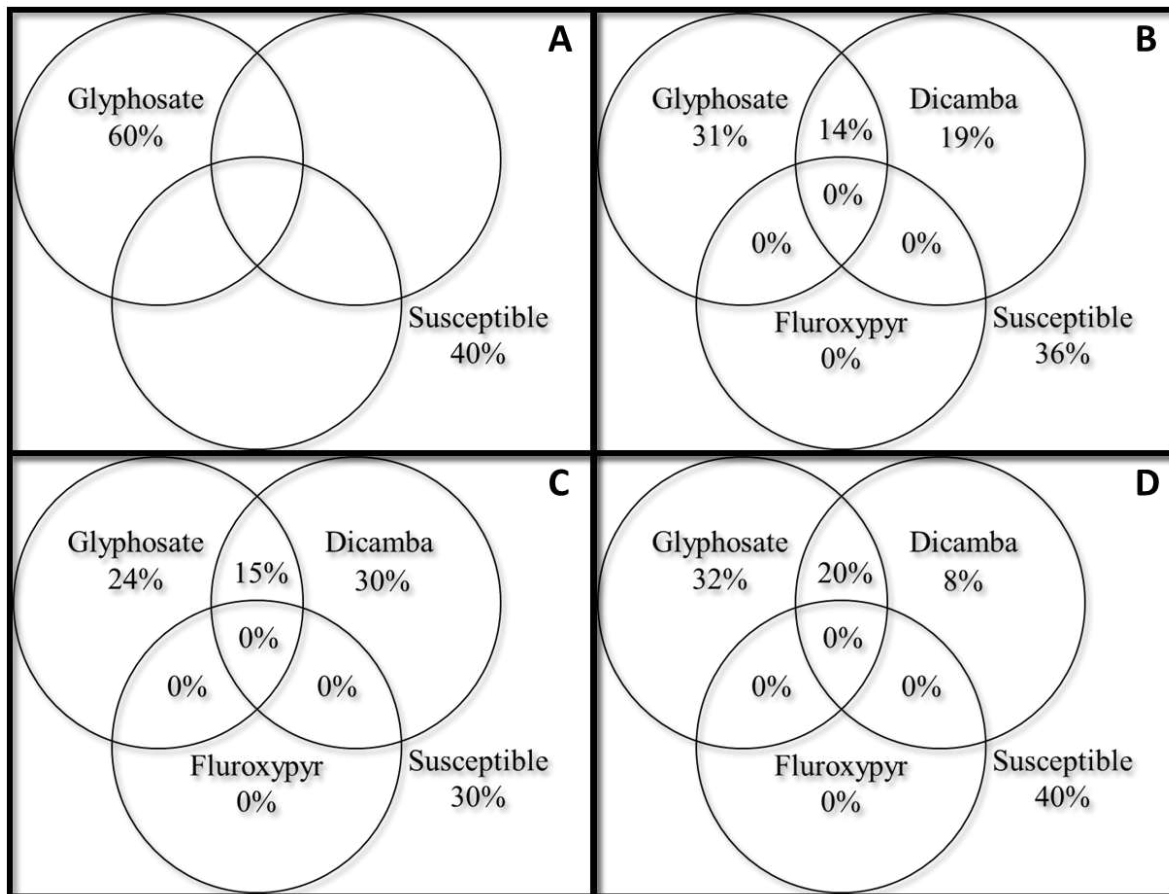 A
Glyphosate
60%
Susceptible
40%
B
Glyphosate
31%
14%
Dicamba
19%
0%
0%
0%
Fluroxypyr
0%
Susceptible
36%
C
Glyphosate
24%
15%
Dicamba
30%
0%
0%
0%
Fluroxypyr
0%
Susceptible
30%
D
Glyphosate
32%
20%
Dicamba
8%
0%
0%
0%
Fluroxypyr
0%
Susceptible
40%